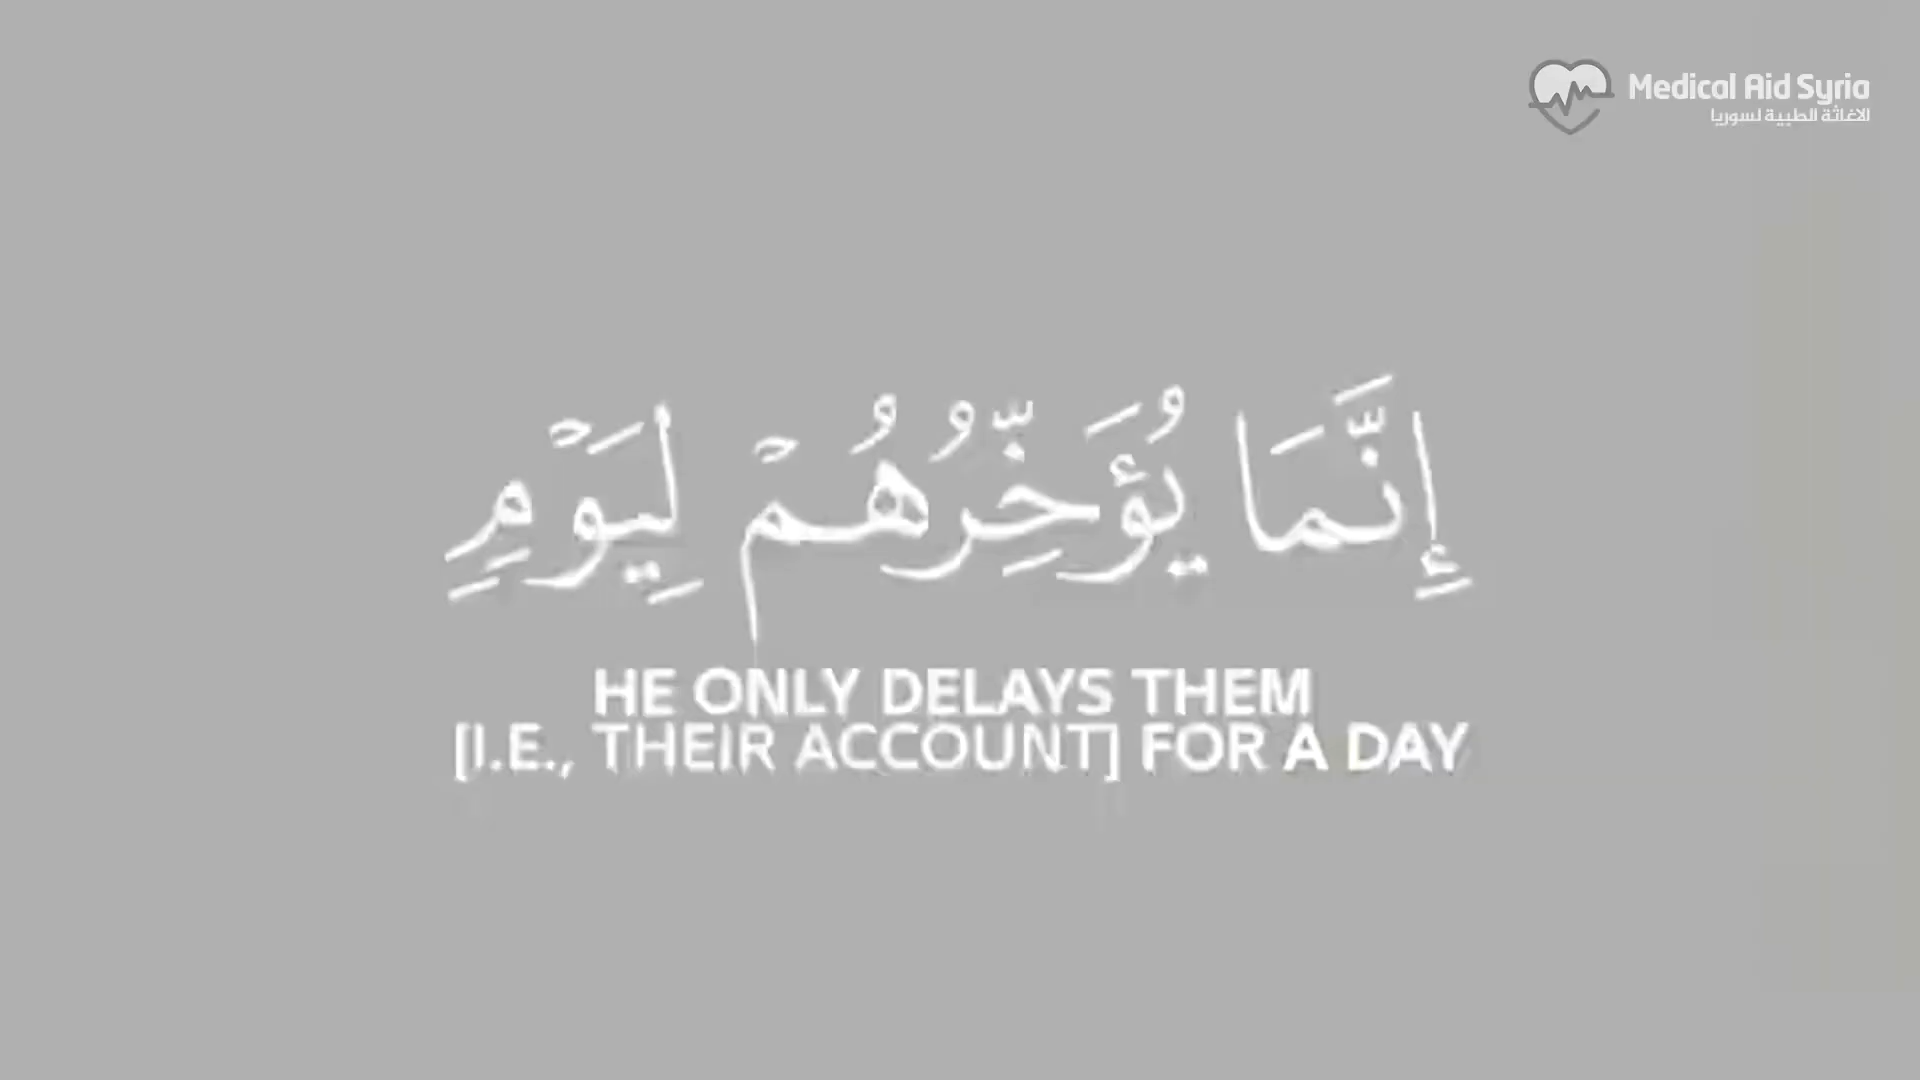 Medical Aid Syria
الاغاثة الطبية لسوريا
إِنَّمَا يُؤَخِّرُهُمْ لِيَوْمٍ
HE ONLY DELAYS THEM
[I.E., THEIR ACCOUNT] FOR A DAY